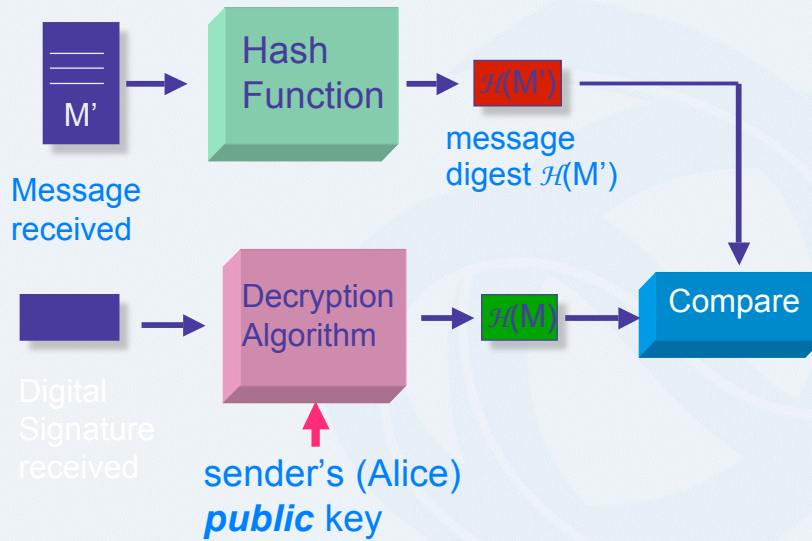 Hash
Function
M’
ℋ(M’)
message
digest ℋ(M’)
Message
received
Decryption
Algorithm
ℋ(M)
Compare
Digital
Signature
received
sender’s (Alice)
public key